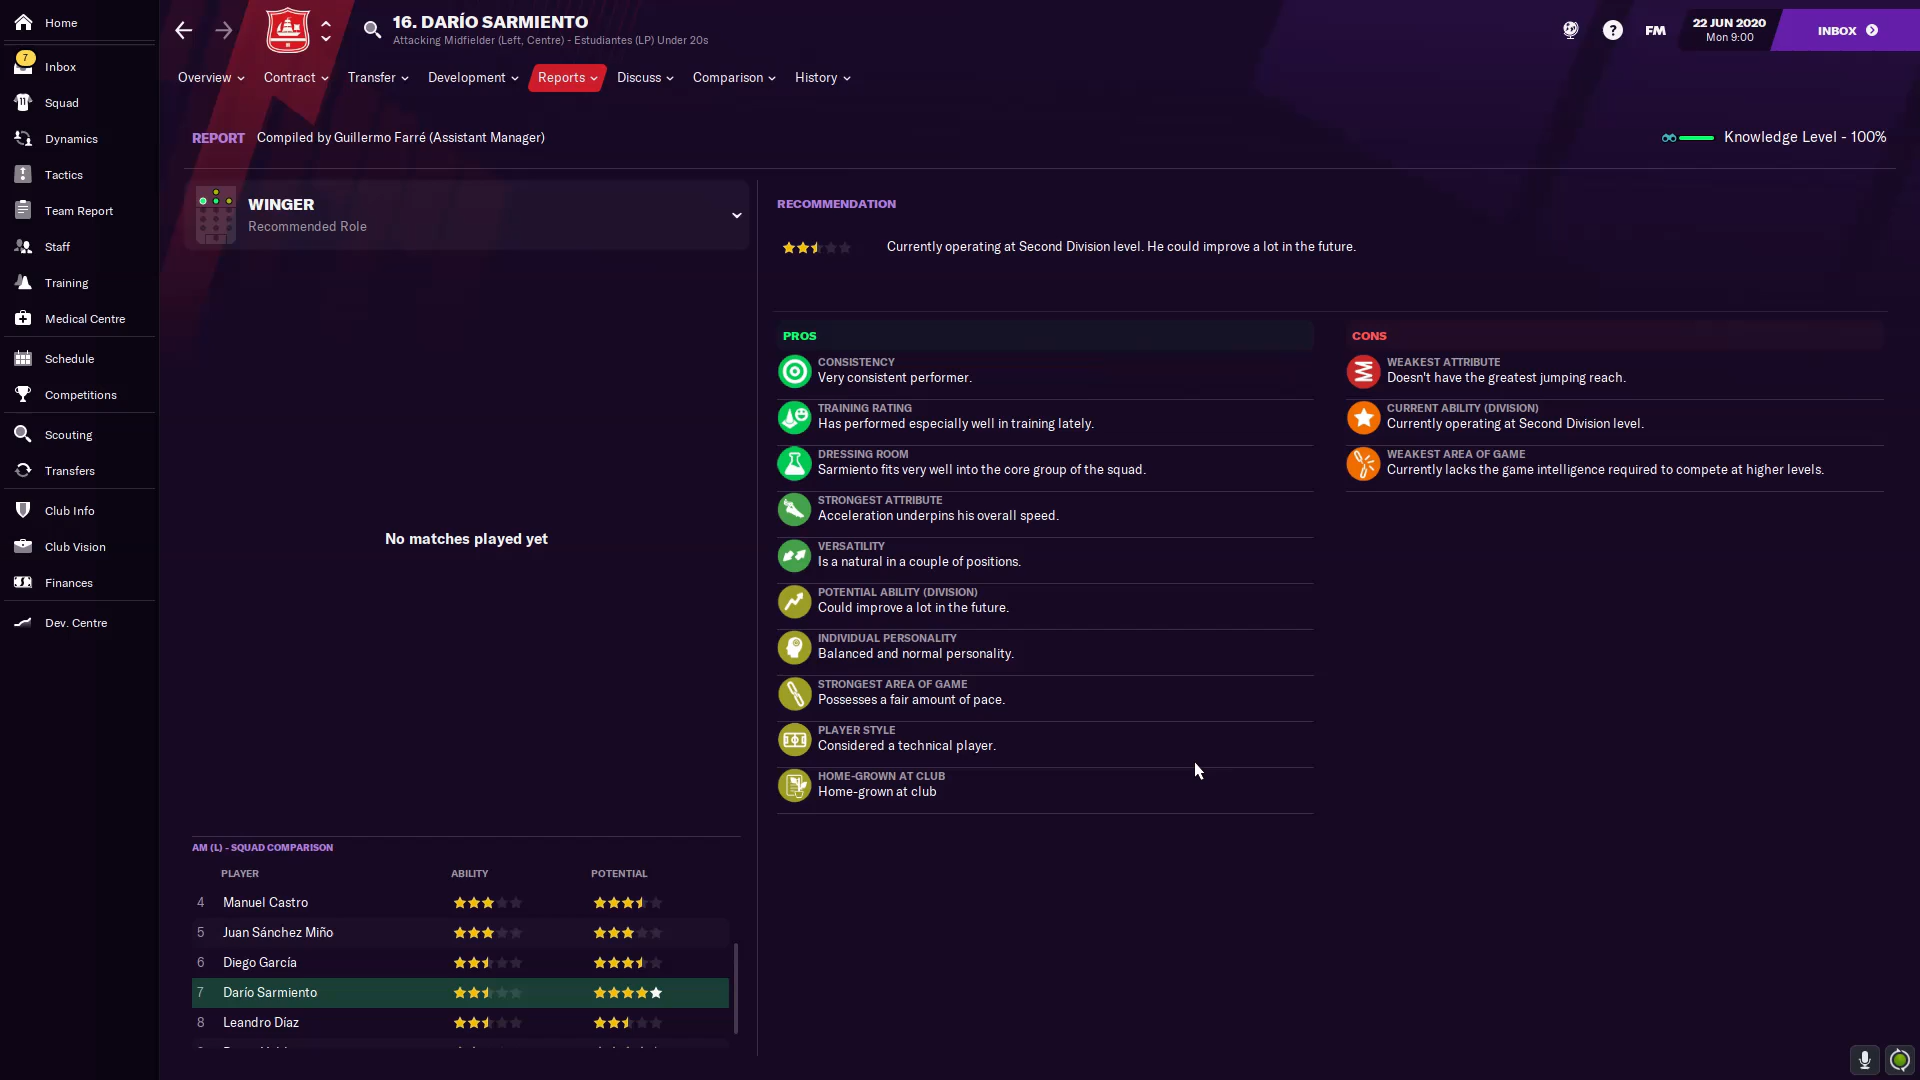 Home
Inbox
7
Squad
Dynamics
Tactics
Team Report
Staff
Training
Medical Centre
Schedule
Competitions
Scouting
Transfers
Club Info
Club Vision
Finances
Dev. Centre
16. DARÍO SARMIENTO
Attacking Midfielder (Left, Centre) - Estudiantes (LP) Under 20s
FM
22 JUN 2020
Mon 9:00
INBOX
Overview Contract Transfer Development Reports Discuss Comparison History
REPORT Compiled by Guillermo Farré (Assistant Manager)
Knowledge Level - 100%
WINGER
Recommended Role
No matches played yet
AM (L) - SQUAD COMPARISON
PLAYER ABILITY POTENTIAL
4 Manuel Castro
5 Juan Sánchez Miño
6 Diego García
7 Darío Sarmiento
8 Leandro Díaz
RECOMMENDATION
Currently operating at Second Division level. He could improve a lot in the future.
PROS
CONSISTENCY
Very consistent performer.
TRAINING RATING
Has performed especially well in training lately.
DRESSING ROOM
Sarmiento fits very well into the core group of the squad.
STRONGEST ATTRIBUTE
Acceleration underpins his overall speed.
VERSATILITY
Is a natural in a couple of positions.
POTENTIAL ABILITY (DIVISION)
Could improve a lot in the future.
INDIVIDUAL PERSONALITY
Balanced and normal personality.
STRONGEST AREA OF GAME
Possesses a fair amount of pace.
PLAYER STYLE
Considered a technical player.
HOME-GROWN AT CLUB
Home-grown at club
CONS
WEAKEST ATTRIBUTE
Doesn't have the greatest jumping reach.
CURRENT ABILITY (DIVISION)
Currently operating at Second Division level.
WEAKEST AREA OF GAME
Currently lacks the game intelligence required to compete at higher levels.